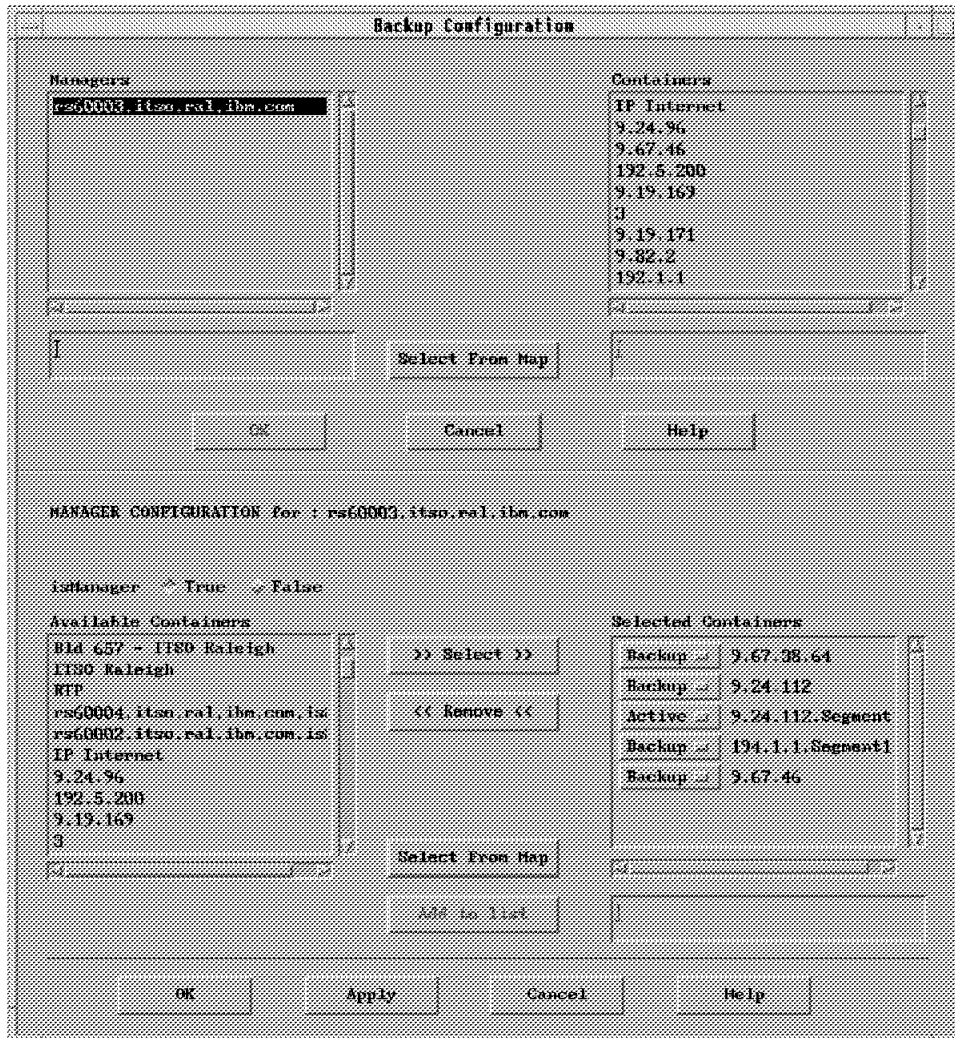 Backup Configuration
Managers
rs60003.itso.ral.ibm.com
Containers
IP Internet
9.24.96
9.67.46
192.5.200
9.19.169
3
9.19.171
9.82.2
192.1.1
Select From Map
OK
Cancel
Help
MANAGER CONFIGURATION for : rs60003.itso.ral.ibm.com
isManager True False
Available Containers
Bld 657 - ITSO Raleigh
ITSO Raleigh
RTP
rs60004.itso.ral.ibm.com.is
rs60002.itso.ral.ibm.com.is
IP Internet
9.24.96
192.5.200
9.19.169
3
>> Select >>
<< Remove <<
Select From Map
Add to list
Selected Containers
Backup 9.67.38.64
Backup 9.24.112
Active 9.24.112.Segment
Backup 194.1.1.Segment1
Backup 9.67.46
OK
Apply
Cancel
Help